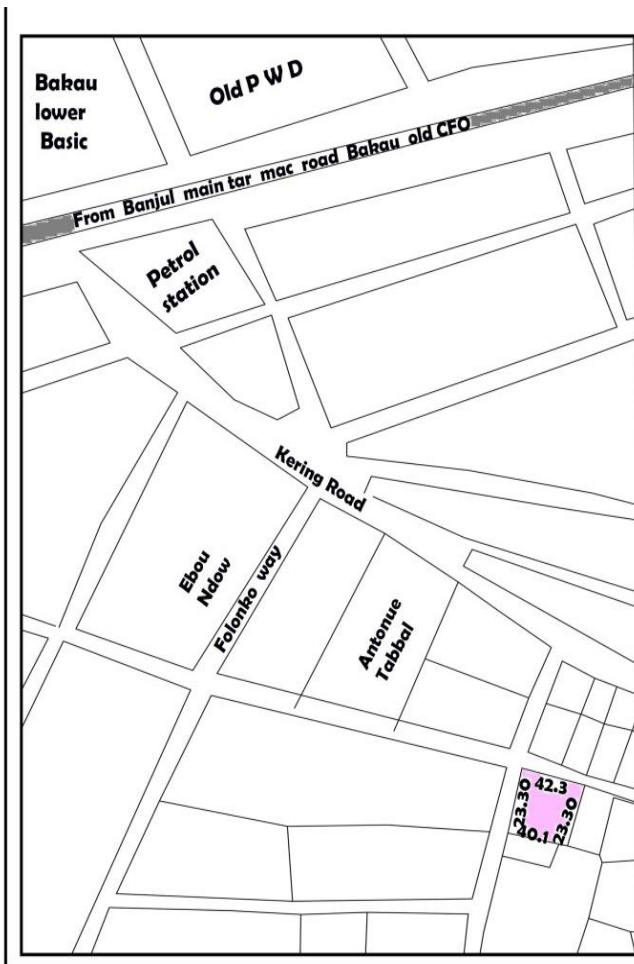 Bakau
lower
Basic
Old P W D
From Banjul main tar mac road Bakau old CFO
Petrol
station
Kering Road
Ebou
Ndow
Folonko way
Antonue
Tabbal
42.3
23.30
23.30
40.1